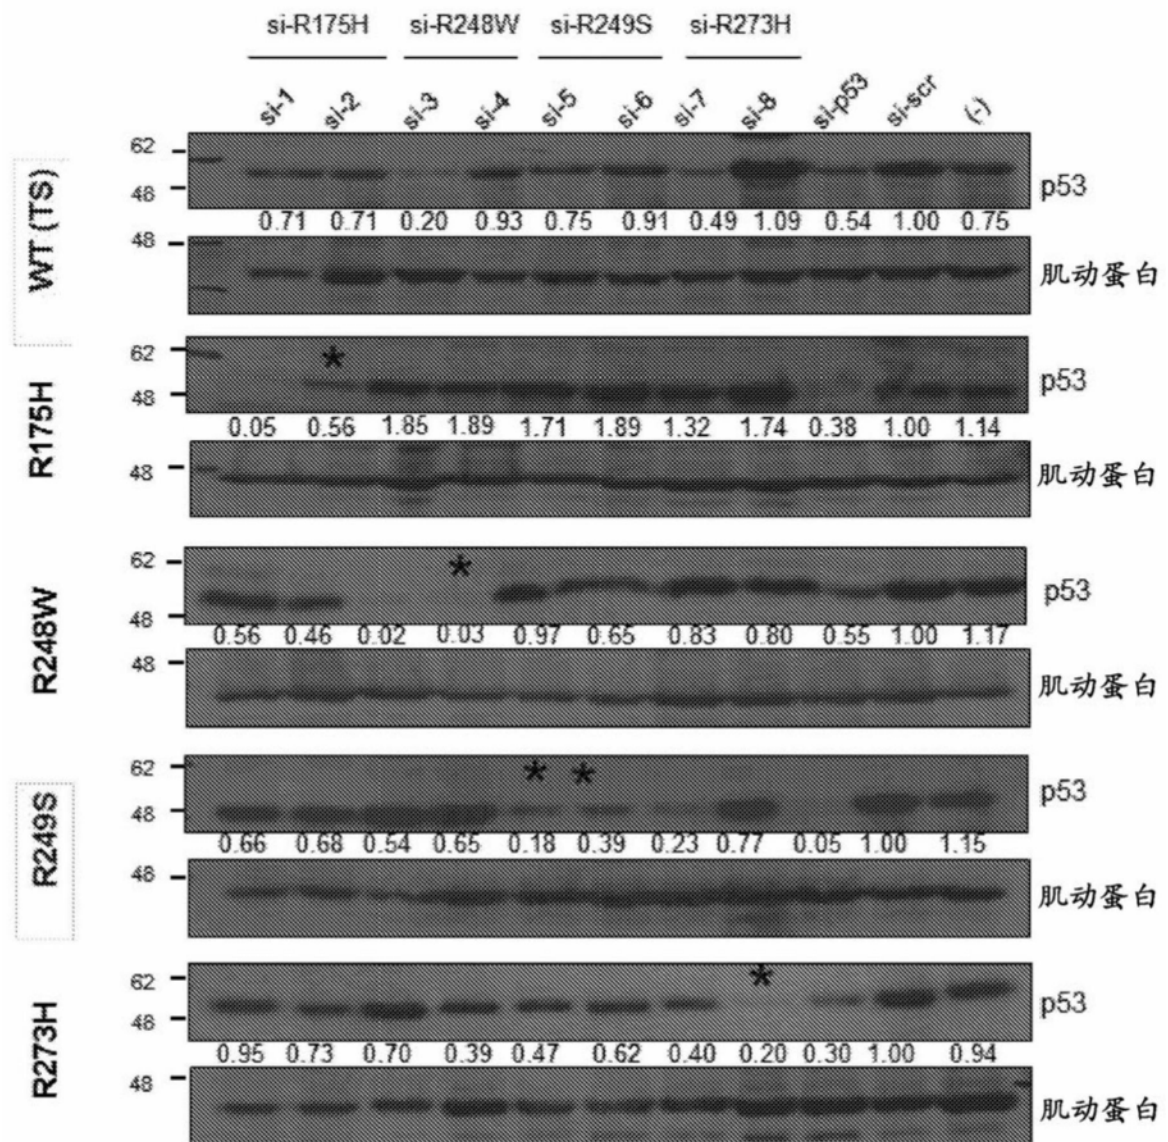 si-R175H si-R248W si-R249S si-R273H
si-1 si-2 si-3 si-4 si-5 si-6 si-7 si-8 si-p53 si-scr (-)
WT (TS)
62
48
p53
0.71 0.71 0.20 0.93 0.75 0.91 0.49 1.09 0.54 1.00 0.75
48
肌动蛋白
R175H
62
*
48
p53
0.05 0.56 1.85 1.89 1.71 1.89 1.32 1.74 0.38 1.00 1.14
48
肌动蛋白
R248W
62
*
48
p53
0.56 0.46 0.02 0.03 0.97 0.65 0.83 0.80 0.55 1.00 1.17
48
肌动蛋白
R249S
62
* *
48
p53
0.66 0.68 0.54 0.65 0.18 0.39 0.23 0.77 0.05 1.00 1.15
48
肌动蛋白
R273H
62
*
48
p53
0.95 0.73 0.70 0.39 0.47 0.62 0.40 0.20 0.30 1.00 0.94
48
肌动蛋白